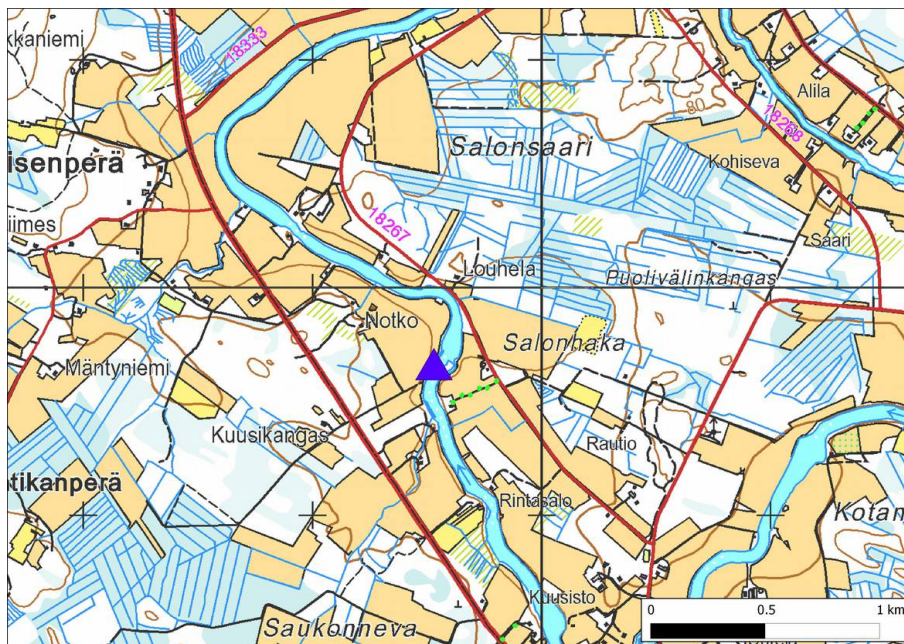 kkaniemi
18333
80
Alila
18268
Salonsaari
Kohiseva
isenperä
iimes
18267
Saari
Louhela
Puolivälinkangas
Notko
Salonhaka
Mäntyniemi
Kuusikangas
Rautio
tikanperä
Rintasalo
Kotam
Kuusisto
0 0.5 1 km
Saukonneva